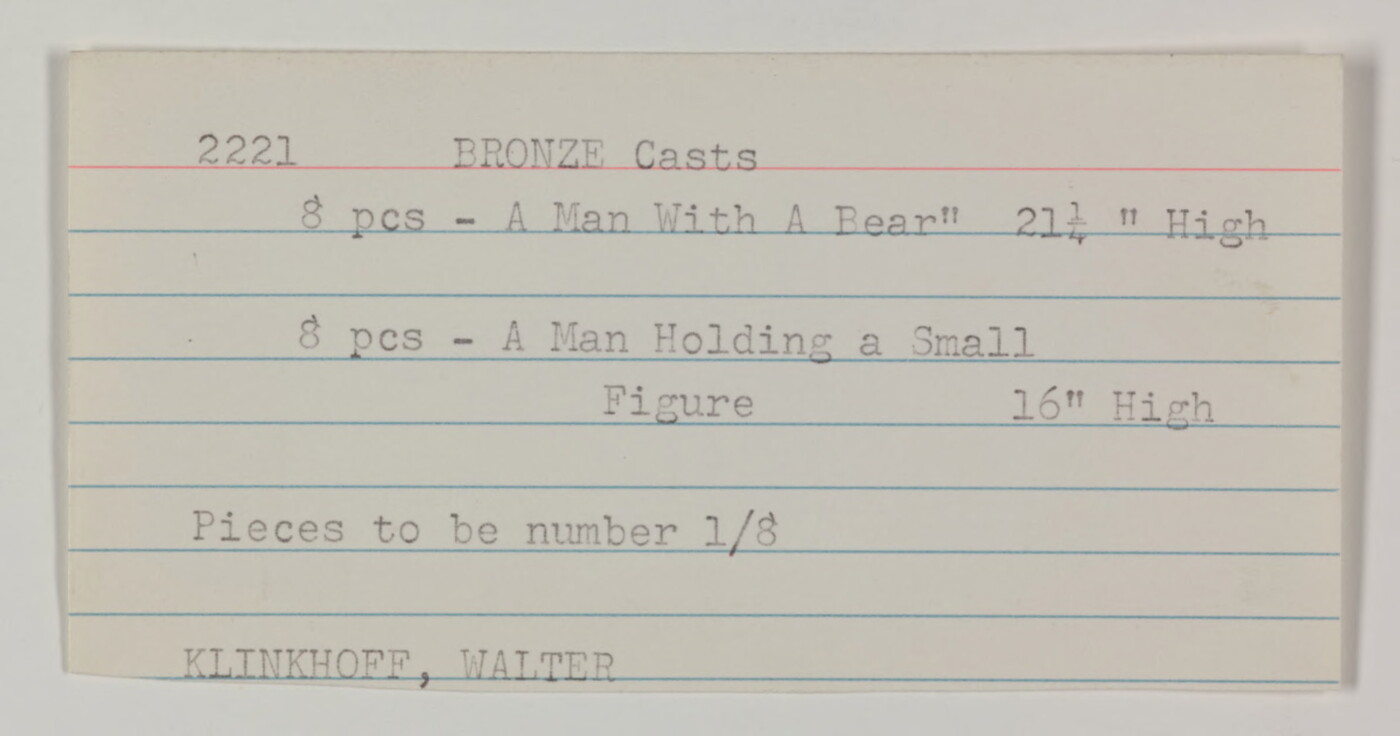 2221 BRONZE Casts
8 pcs - A Man With A Bear" 21¼ " High
8 pcs - A Man Holding a Small
Figure 16" High
Pieces to be number 1/8
KLINKHOFF, WALTER